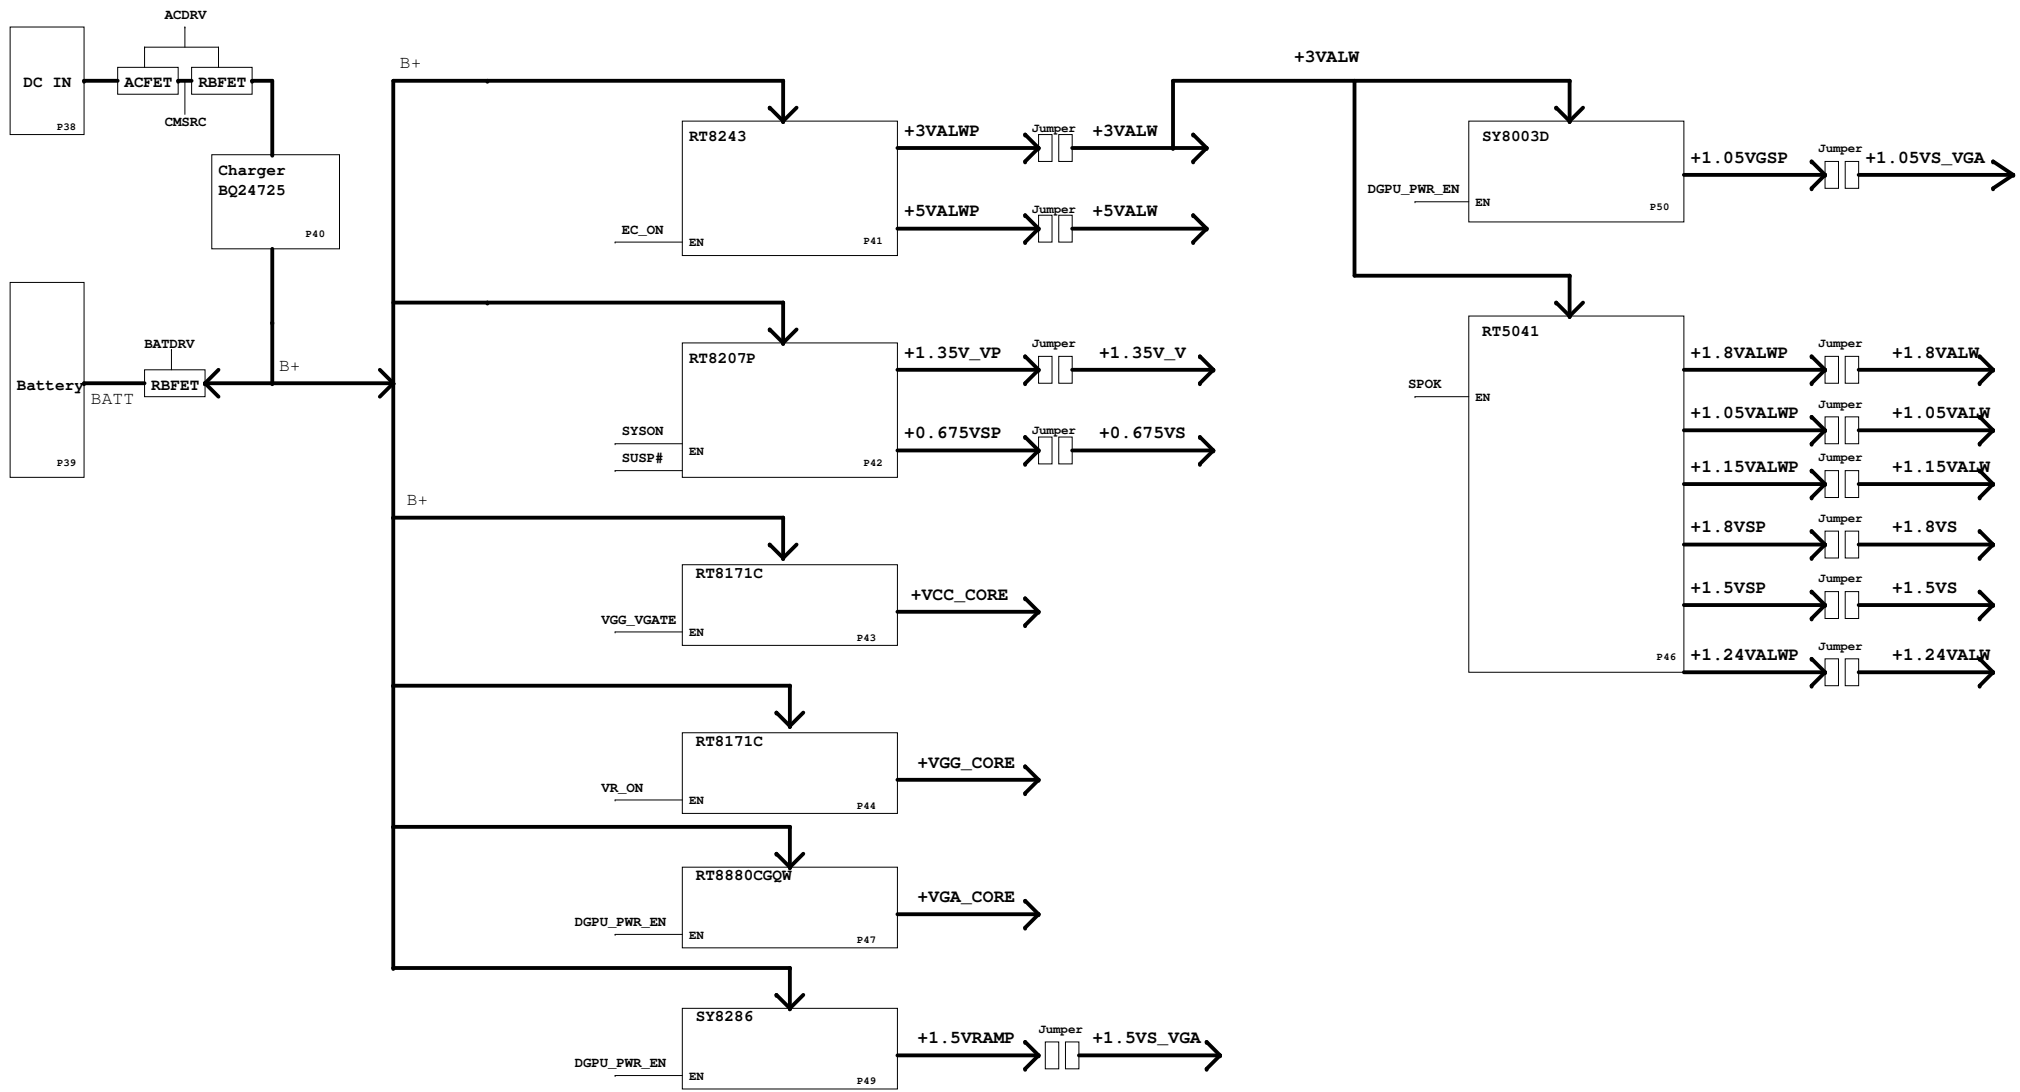 ACDRV
DC IN
ACFET
RBFET
P38
CMSRC
Charger
BQ24725
P40
Battery
BATT
P39
BATDRV
RBFET
B+
B+
RT8243
EC_ON
EN
P41
+3VALWP
Jumper
+3VALW
+5VALWP
Jumper
+5VALW
RT8207P
SYSON
EN
SUSP#
P42
+1.35V_VP
Jumper
+1.35V_V
+0.675VSP
Jumper
+0.675VS
B+
RT8171C
VGG_VGATE
EN
P43
+VCC_CORE
RT8171C
VR_ON
EN
P44
+VGG_CORE
RT8880CGQW
DGPU_PWR_EN
EN
P47
+VGA_CORE
SY8286
DGPU_PWR_EN
EN
P49
+1.5VRAMP
Jumper
+1.5VS_VGA
+3VALW
SY8003D
DGPU_PWR_EN
EN
P50
+1.05VGSP
Jumper
+1.05VS_VGA
RT5041
SPOK
EN
P46
+1.8VALWP
Jumper
+1.8VALW
+1.05VALWP
Jumper
+1.05VALW
+1.15VALWP
Jumper
+1.15VALW
+1.8VSP
Jumper
+1.8VS
+1.5VSP
Jumper
+1.5VS
+1.24VALWP
Jumper
+1.24VALW